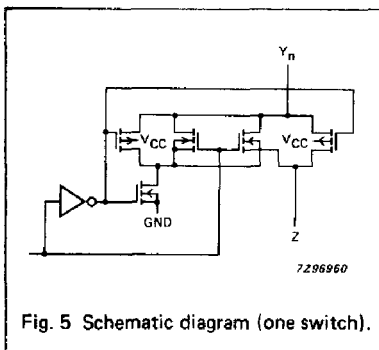 Yn
VCC
VCC
GND
Z
7Z96960
Fig. 5 Schematic diagram (one switch).